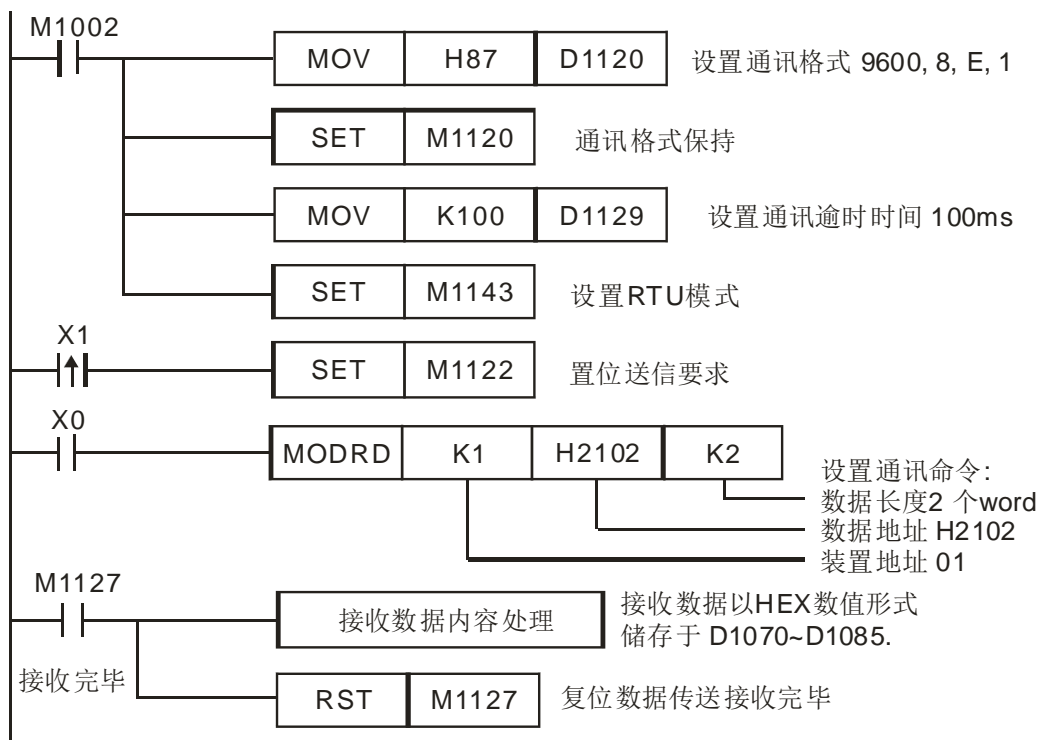 M1002
MOV H87 D1120 设置通讯格式 9600, 8, E, 1
SET M1120 通讯格式保持
MOV K100 D1129 设置通讯逾时时间 100ms
SET M1143 设置RTU模式
X1
SET M1122 置位送信要求
X0
MODRD K1 H2102 K2
设置通讯命令:
数据长度2 个word
数据地址 H2102
装置地址 01
M1127
接收数据内容处理
接收数据以HEX数值形式
储存于 D1070~D1085.
接收完毕
RST M1127 复位数据传送接收完毕